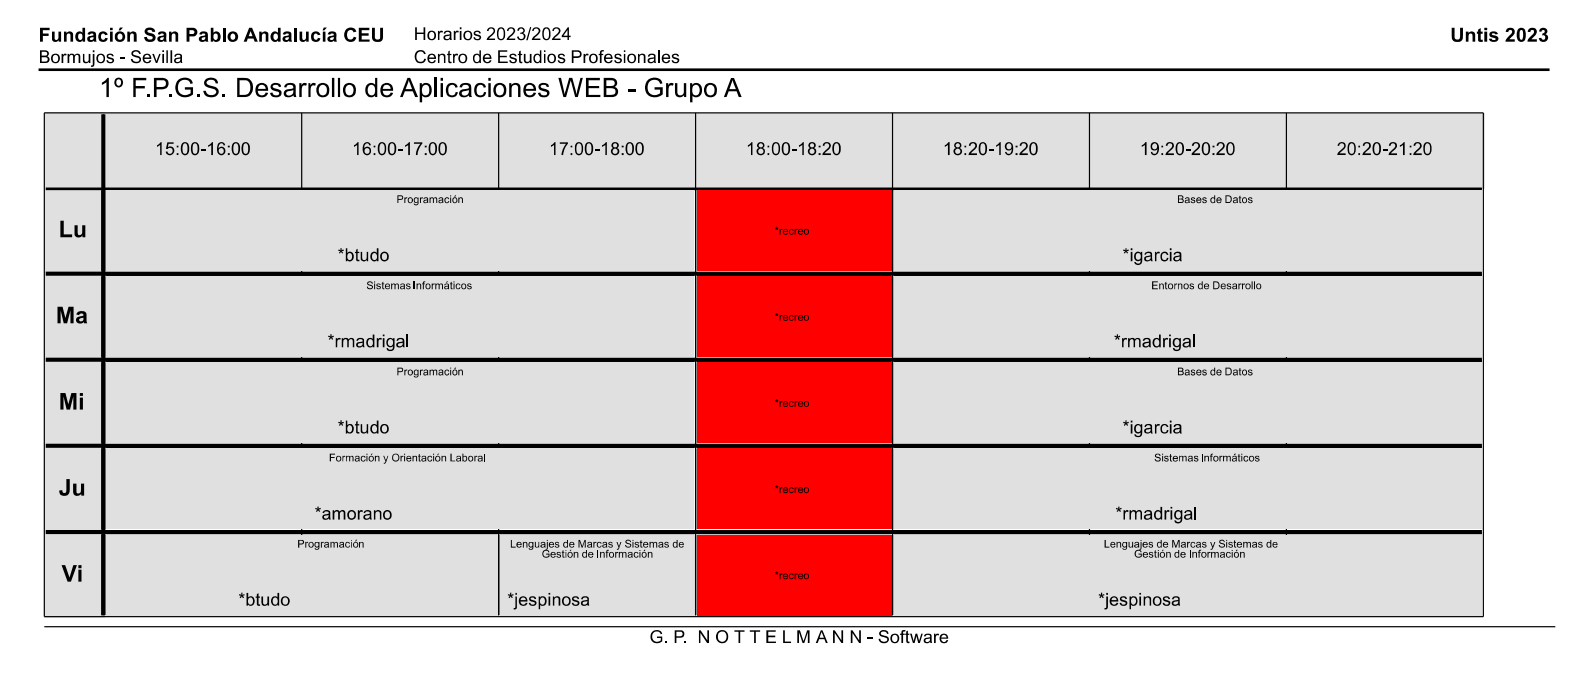 Fundación San Pablo Andalucía CEU Horarios 2023/2024 Untis 2023
Bormujos - Sevilla Centro de Estudios Profesionales
1º F.P.G.S. Desarrollo de Aplicaciones WEB - Grupo A
15:00-16:00 16:00-17:00 17:00-18:00 18:00-18:20 18:20-19:20 19:20-20:20 20:20-21:20
Programación Bases de Datos
Lu *recreo
*btudo *igarcia
Sistemas Informáticos Entornos de Desarrollo
Ma *recreo
*rmadrigal *rmadrigal
Programación Bases de Datos
Mi *recreo
*btudo *igarcia
Formación y Orientación Laboral Sistemas Informáticos
Ju *recreo
*amorano *rmadrigal
Programación Lenguajes de Marcas y Sistemas de Lenguajes de Marcas y Sistemas de
Gestión de Información Gestión de Información
Vi *recreo
*btudo *jespinosa *jespinosa
G. P. NOTTELMANN - Software